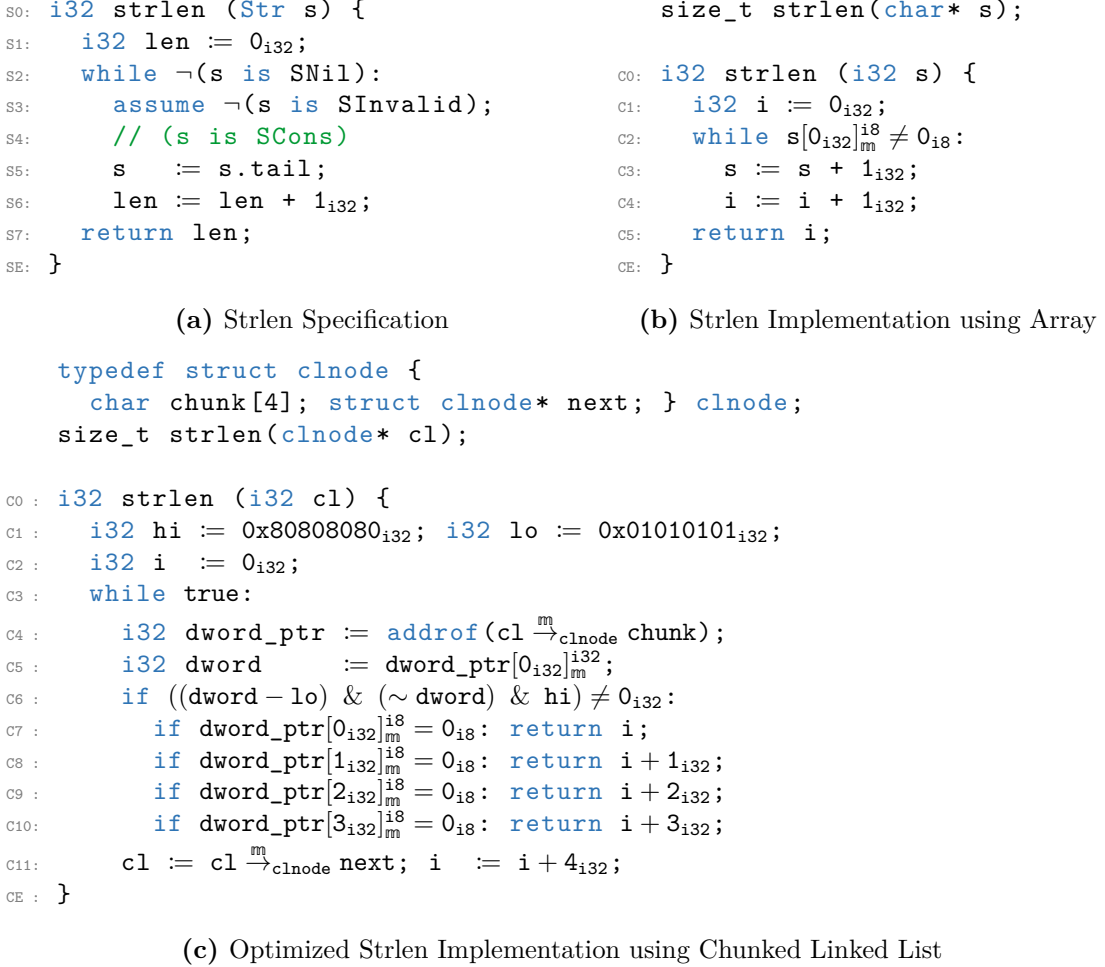 S0: i32 strlen (Str s) {
S1: i32 len ≔ 0i32;
S2: while ¬(s is SNil):
S3: assume ¬(s is SInvalid);
S4: // (s is SCons)
S5: s ≔ s.tail;
S6: len ≔ len + 1i32;
S7: return len;
SE: }
(a) Strlen Specification
size_t strlen(char* s);
C0: i32 strlen (i32 s) {
C1: i32 i ≔ 0i32;
C2: while s[0i32]i8m ≠ 0i8:
C3: s ≔ s + 1i32;
C4: i ≔ i + 1i32;
C5: return i;
CE: }
(b) Strlen Implementation using Array
typedef struct clnode {
char chunk[4]; struct clnode* next; } clnode;
size_t strlen(clnode* cl);
C0 : i32 strlen (i32 cl) {
C1 : i32 hi ≔ 0x80808080i32; i32 lo ≔ 0x01010101i32;
C2 : i32 i ≔ 0i32;
C3 : while true:
C4 : i32 dword_ptr ≔ addrof(cl m→clnode chunk);
C5 : i32 dword ≔ dword_ptr[0i32]i32m;
C6 : if ((dword − lo) & (∼ dword) & hi) ≠ 0i32:
C7 : if dword_ptr[0i32]i8m = 0i8: return i;
C8 : if dword_ptr[1i32]i8m = 0i8: return i + 1i32;
C9 : if dword_ptr[2i32]i8m = 0i8: return i + 2i32;
C10: if dword_ptr[3i32]i8m = 0i8: return i + 3i32;
C11: cl ≔ cl m→clnode next; i ≔ i + 4i32;
CE : }
(c) Optimized Strlen Implementation using Chunked Linked List